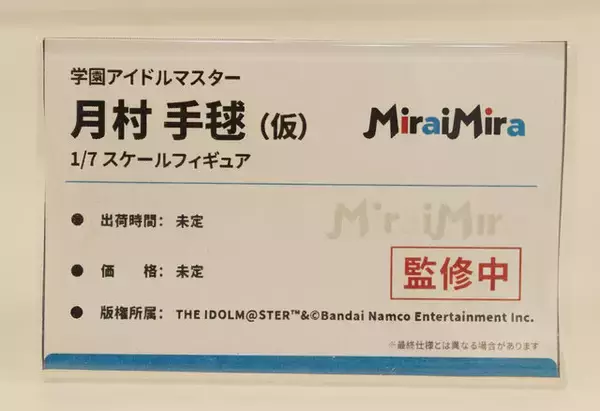 学園アイドルマスター
月村 手毬（仮）
MiraiMira
1/7 スケールフィギュア
● 出荷時間： 未定
MiraiMir
● 価　　格： 未定
監修中
● 版権所属： THE IDOLM@STER™&©Bandai Namco Entertainment Inc.
※最終仕様とは異なる場合があります